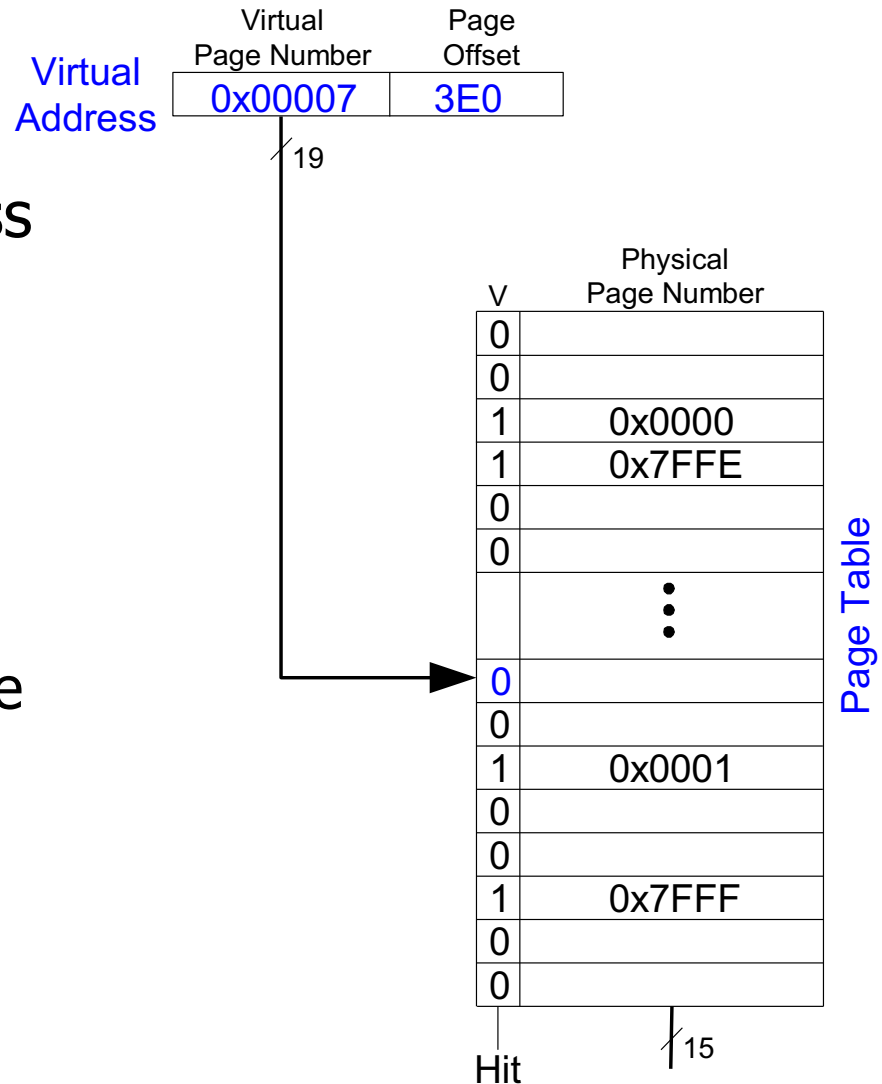 Virtual
Page Number
Page
Offset
Virtual
Address
0x00007
3E0
19
ss
Physical
Page Number
V
0
0
1 0x0000
1 0x7FFE
0
0
e
0
0
1 0x0001
0
0
1 0x7FFF
0
0
Page Table
Hit
15